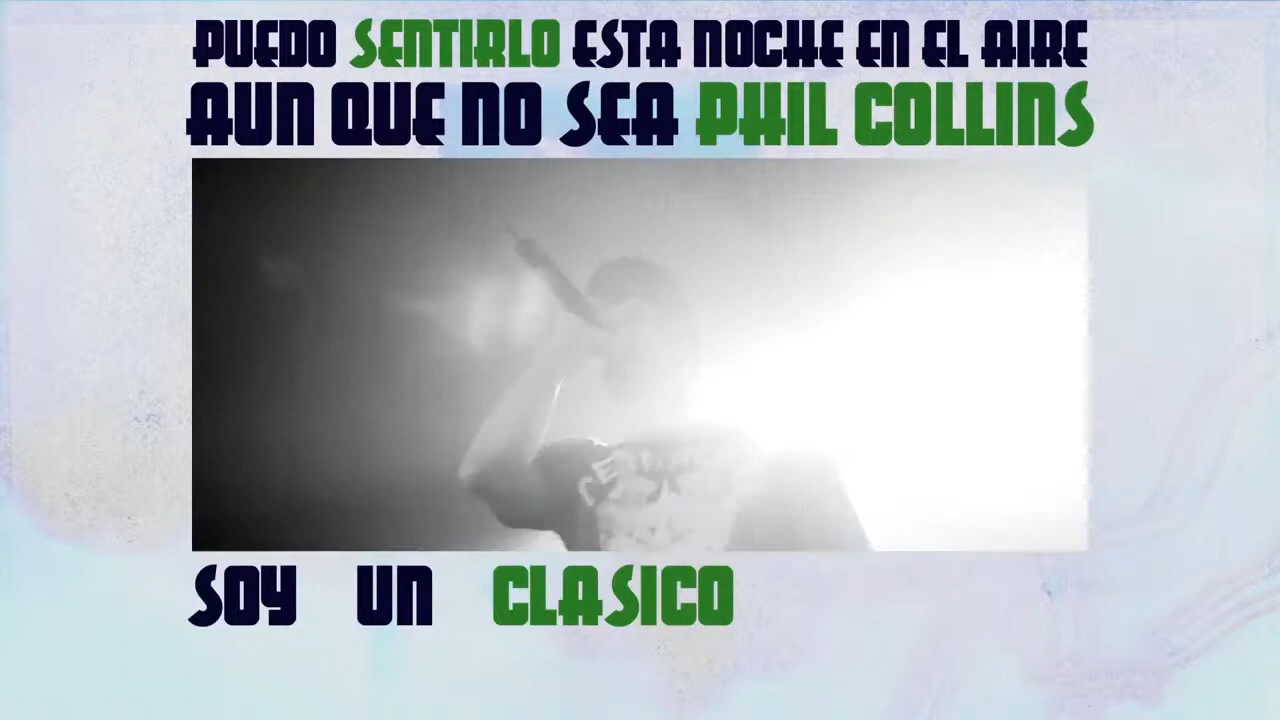 PUEDO SENTIRLO ESTA NOCHE EN EL AIRE
AUN QUE NO SEA PHIL COLLINS
SOY UN CLASICO